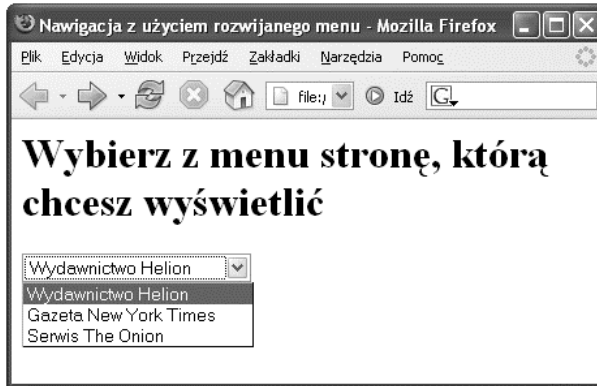 Nawigacja z użyciem rozwijanego menu - Mozilla Firefox
Plik Edycja Widok Przejdź Zakładki Narzędzia Pomoc
file:/ Idź G
Wybierz z menu stronę, którą
chcesz wyświetlić
Wydawnictwo Helion
Wydawnictwo Helion
Gazeta New York Times
Serwis The Onion